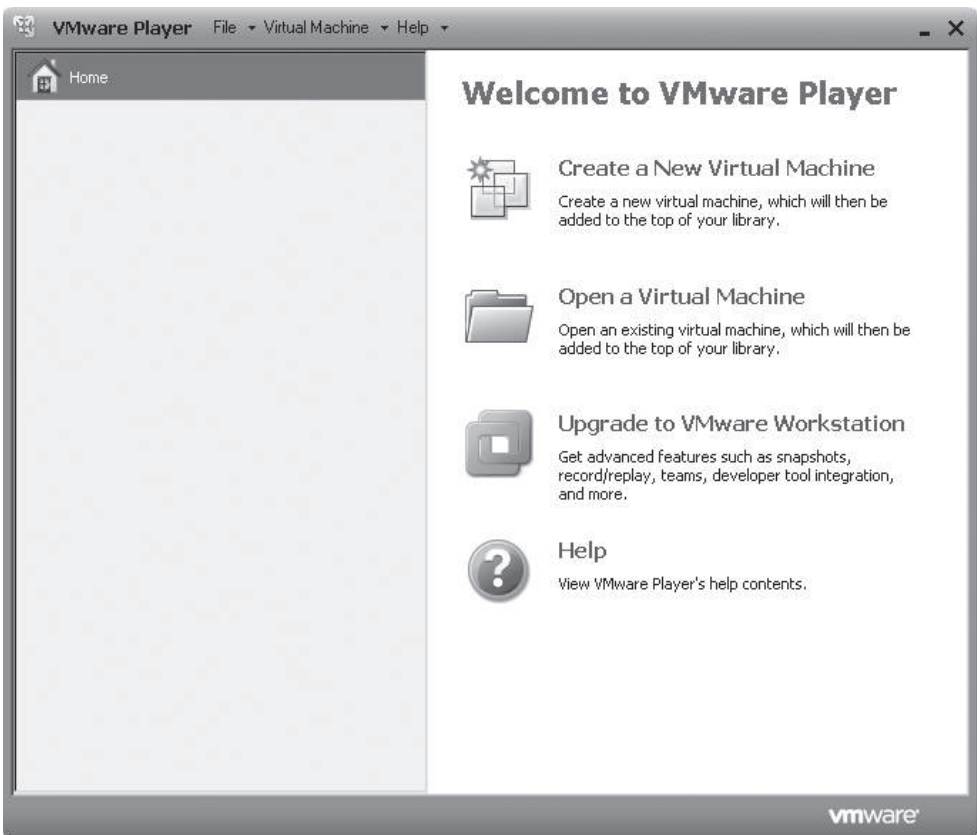 VMware Player File Virtual Machine Help
Home
Welcome to VMware Player
Create a New Virtual Machine
Create a new virtual machine, which will then be
added to the top of your library.
Open a Virtual Machine
Open an existing virtual machine, which will then be
added to the top of your library.
Upgrade to VMware Workstation
Get advanced features such as snapshots,
record/replay, teams, developer tool integration,
and more.
Help
View VMware Player's help contents.
vmware